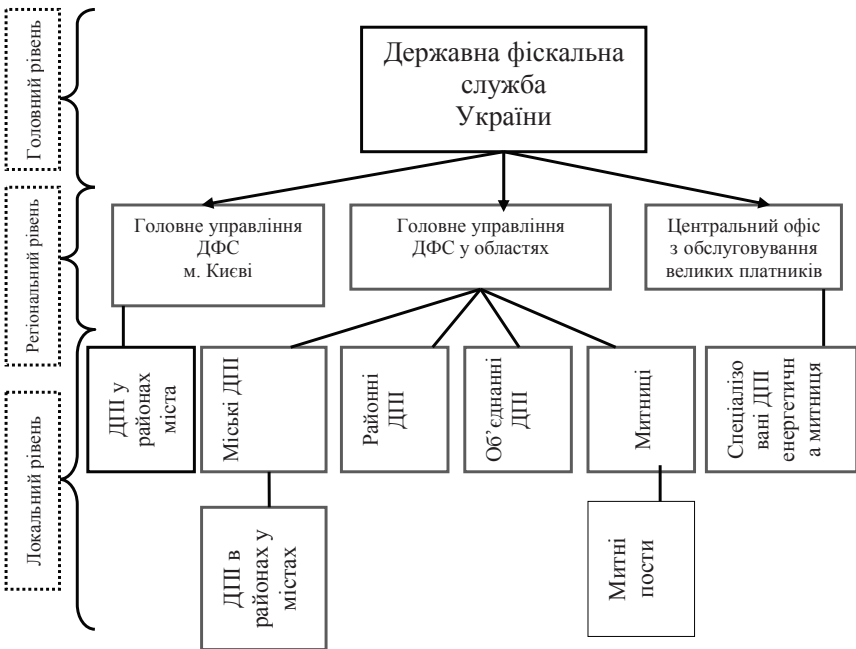 Головний рівень
Державна фіскальна
служба
України
Регіональний рівень
Головне управління
ДФС
м. Києві
Головне управління
ДФС у областях
Центральний офіс
з обслуговування
великих платників
Локальний рівень
ДПІ у
районах
міста
Міські ДПІ
Районні
ДПІ
Об’єднанні
ДПІ
Митниці
Спеціалізо
вані ДПІ
енергетичн
а митниця
ДПІ в
районах у
містах
Митні
пости